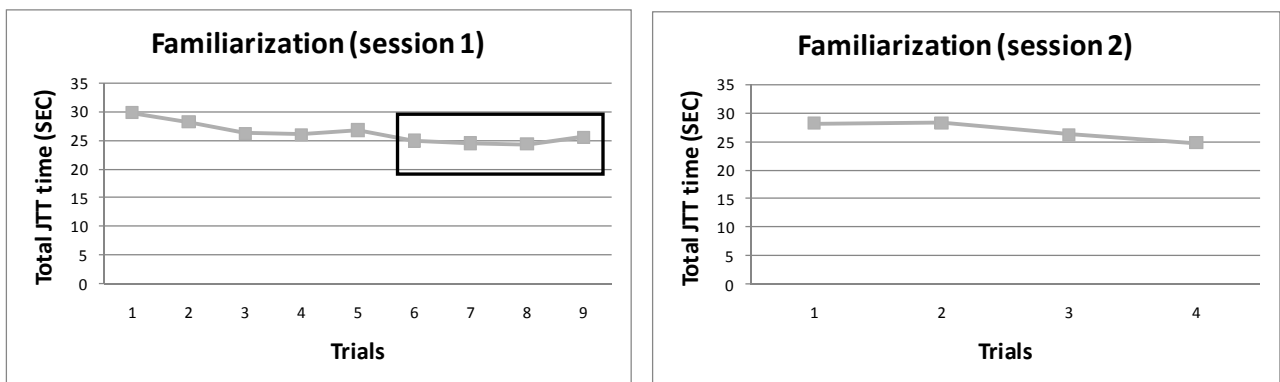 Familiarization (session 1)
Total JTT time (SEC)
35
30
25
20
15
10
5
0
1 2 3 4 5 6 7 8 9
Trials
Familiarization (session 2)
Total JTT time (SEC)
35
30
25
20
15
10
5
0
1 2 3 4
Trials